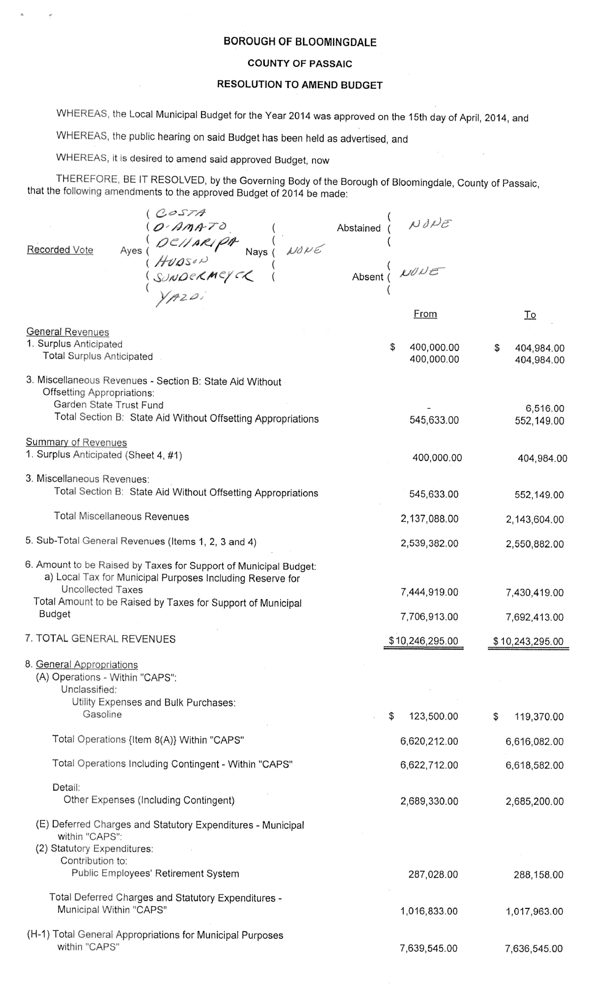 BOROUGH OF BLOOMINGDALE
COUNTY OF PASSAIC
RESOLUTION TO AMEND BUDGET
WHEREAS, the Local Municipal Budget for the Year 2014 was approved on the 15th day of April, 2014, and
WHEREAS, the public hearing on said Budget has been held as advertised, and
WHEREAS, it is desired to amend said approved Budget, now
THEREFORE, BE IT RESOLVED, by the Governing Body of the Borough of Bloomingdale, County of Passaic,
that the following amendments to the approved Budget of 2014 be made:
( COSTA
( D'AMATO ( Abstained ( NONE
( DellARIPA (
Recorded Vote Ayes ( Nays ( NONE
( HUDSON (
( SUNDERMEYER ( Absent ( NONE
( YAZDi
From To
General Revenues
1. Surplus Anticipated $ 400,000.00 $ 404,984.00
Total Surplus Anticipated 400,000.00 404,984.00
3. Miscellaneous Revenues - Section B: State Aid Without
Offsetting Appropriations:
Garden State Trust Fund - 6,516.00
Total Section B: State Aid Without Offsetting Appropriations 545,633.00 552,149.00
Summary of Revenues
1. Surplus Anticipated (Sheet 4, #1) 400,000.00 404,984.00
3. Miscellaneous Revenues:
Total Section B: State Aid Without Offsetting Appropriations 545,633.00 552,149.00
Total Miscellaneous Revenues 2,137,088.00 2,143,604.00
5. Sub-Total General Revenues (Items 1, 2, 3 and 4) 2,539,382.00 2,550,882.00
6. Amount to be Raised by Taxes for Support of Municipal Budget:
a) Local Tax for Municipal Purposes Including Reserve for
Uncollected Taxes 7,444,919.00 7,430,419.00
Total Amount to be Raised by Taxes for Support of Municipal
Budget 7,706,913.00 7,692,413.00
7. TOTAL GENERAL REVENUES $10,246,295.00 $10,243,295.00
8. General Appropriations
(A) Operations - Within "CAPS":
Unclassified:
Utility Expenses and Bulk Purchases:
Gasoline $ 123,500.00 $ 119,370.00
Total Operations {Item 8(A)} Within "CAPS" 6,620,212.00 6,616,082.00
Total Operations Including Contingent - Within "CAPS" 6,622,712.00 6,618,582.00
Detail:
Other Expenses (Including Contingent) 2,689,330.00 2,685,200.00
(E) Deferred Charges and Statutory Expenditures - Municipal
within "CAPS":
(2) Statutory Expenditures:
Contribution to:
Public Employees' Retirement System 287,028.00 288,158.00
Total Deferred Charges and Statutory Expenditures -
Municipal Within "CAPS" 1,016,833.00 1,017,963.00
(H-1) Total General Appropriations for Municipal Purposes
within "CAPS" 7,639,545.00 7,636,545.00